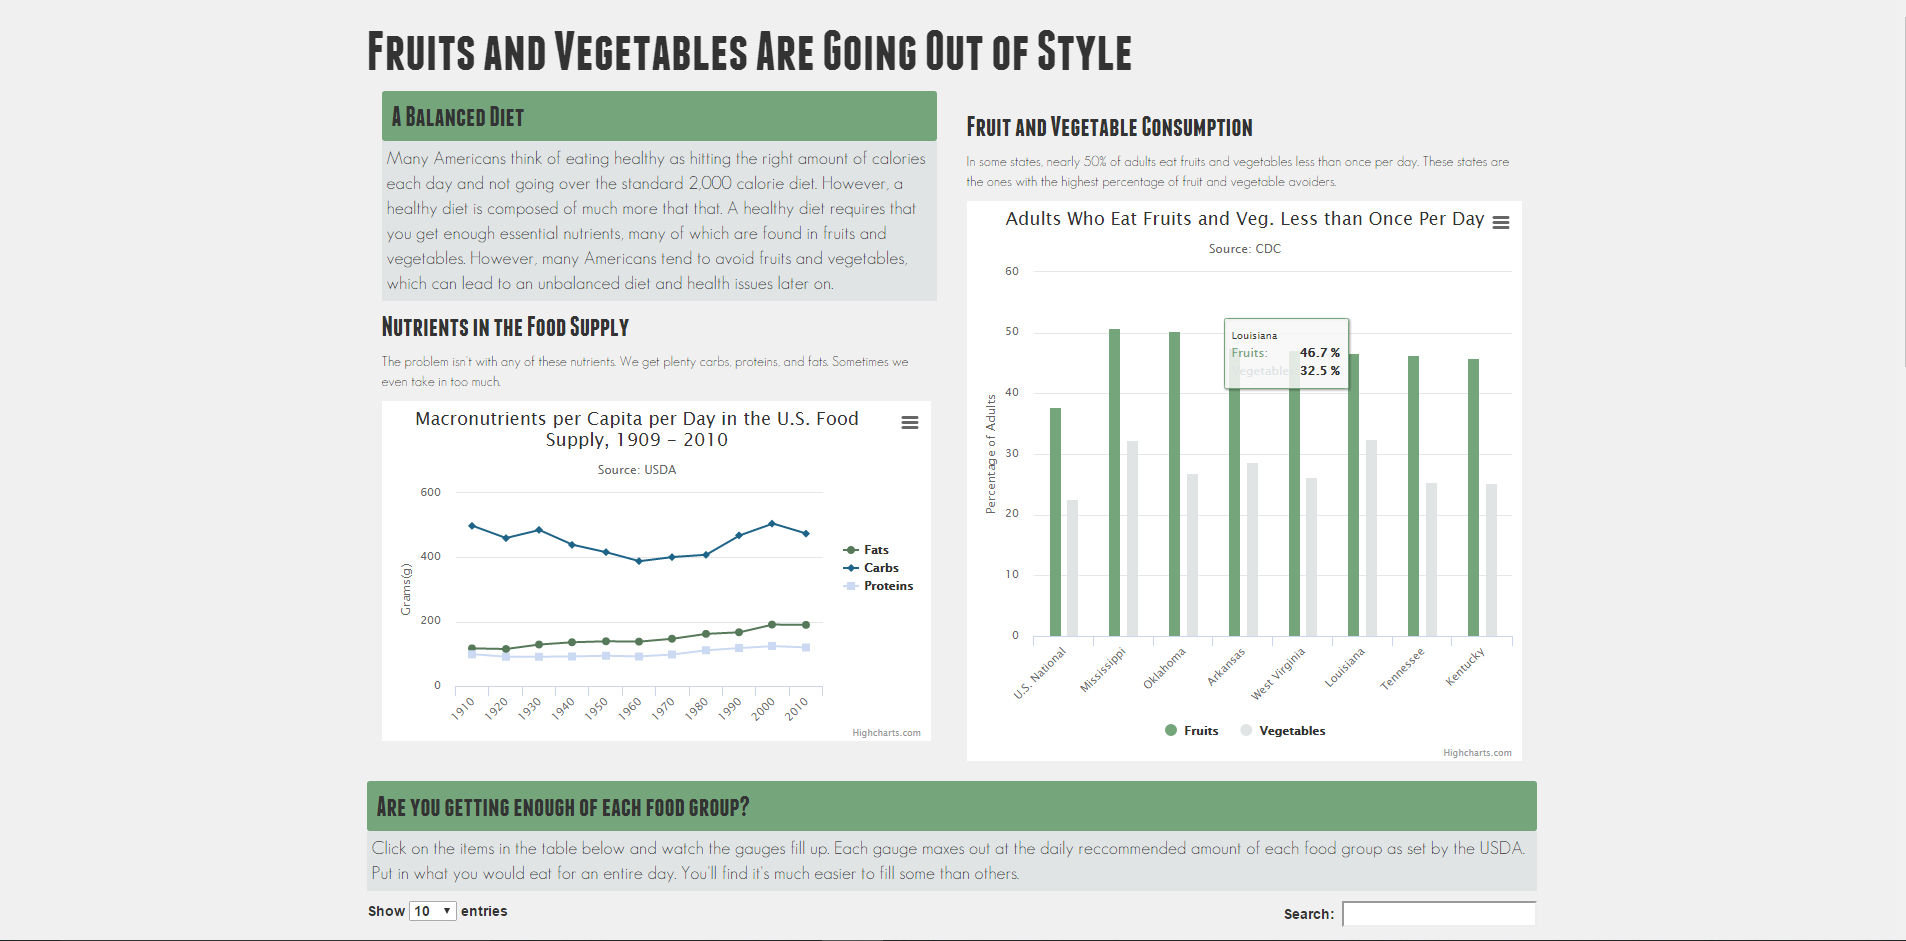 Fruits and Vegetables Are Going Out of Style
A Balanced Diet
Many Americans think of eating healthy as hitting the right amount of calories
each day and not going over the standard 2,000 calorie diet. However, a
healthy diet is composed of much more that that. A healthy diet requires that
you get enough essential nutrients, many of which are found in fruits and
vegetables. However, many Americans tend to avoid fruits and vegetables,
which can lead to an unbalanced diet and health issues later on.
Nutrients in the Food Supply
The problem isn't with any of these nutrients. We get plenty carbs, proteins, and fats. Sometimes we
even take in too much.
Macronutrients per Capita per Day in the U.S. Food
Supply, 1909 - 2010
Source: USDA
Grams(g)
600
400
200
0
1910
1920
1930
1940
1950
1960
1970
1980
1990
2000
2010
Fats
Carbs
Proteins
Highcharts.com
Fruit and Vegetable Consumption
In some states, nearly 50% of adults eat fruits and vegetables less than once per day. These states are
the ones with the highest percentage of fruit and vegetable avoiders.
Adults Who Eat Fruits and Veg. Less than Once Per Day
Source: CDC
Percentage of Adults
60
50
40
30
20
10
0
Louisiana
Fruits: 46.7 %
Vegetable 32.5 %
U.S. National
Mississippi
Oklahoma
Arkansas
West Virginia
Louisiana
Tennessee
Kentucky
Fruits
Vegetables
Highcharts.com
Are you getting enough of each food group?
Click on the items in the table below and watch the gauges fill up. Each gauge maxes out at the daily reccommended amount of each food group as set by the USDA.
Put in what you would eat for an entire day. You'll find it's much easier to fill some than others.
Show 10 entries
Search: